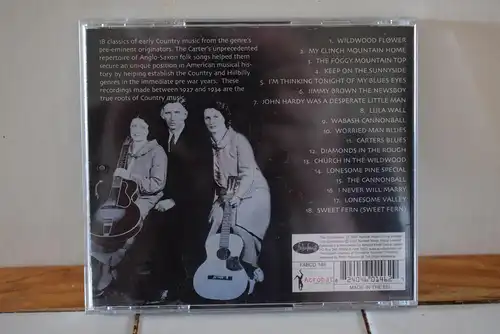 18 classics of early Country music from the genre's
pre-eminent originators. The Carter's unprecedented
repertoire of Anglo-Saxon folk songs helped them
secure an unique position in American musical history
by helping establish the Country and Hillbilly
genres in the immediate pre war years. These
recordings made between 1927 and 1934 are the
true roots of Country music.
1. WILDWOOD FLOWER
2. MY CLINCH MOUNTAIN HOME
3. THE FOGGY MOUNTAIN TOP
4. KEEP ON THE SUNNYSIDE
5. I'M THINKING TONIGHT OF MY BLUE EYES
6. JIMMY BROWN THE NEWSBOY
7. JOHN HARDY WAS A DESPERATE LITTLE MAN
8. LULA WALL
9. WABASH CANNONBALL
10. WORRIED MAN BLUES
11. CARTERS BLUES
12. DIAMONDS IN THE ROUGH
13. CHURCH IN THE WILDWOOD
14. LONESOME PINE SPECIAL
15. THE CANNONBALL
16. I NEVER WILL MARRY
17. LONESOME VALLEY
18. SWEET FERN (SWEET FERN)
MADE IN THE EU